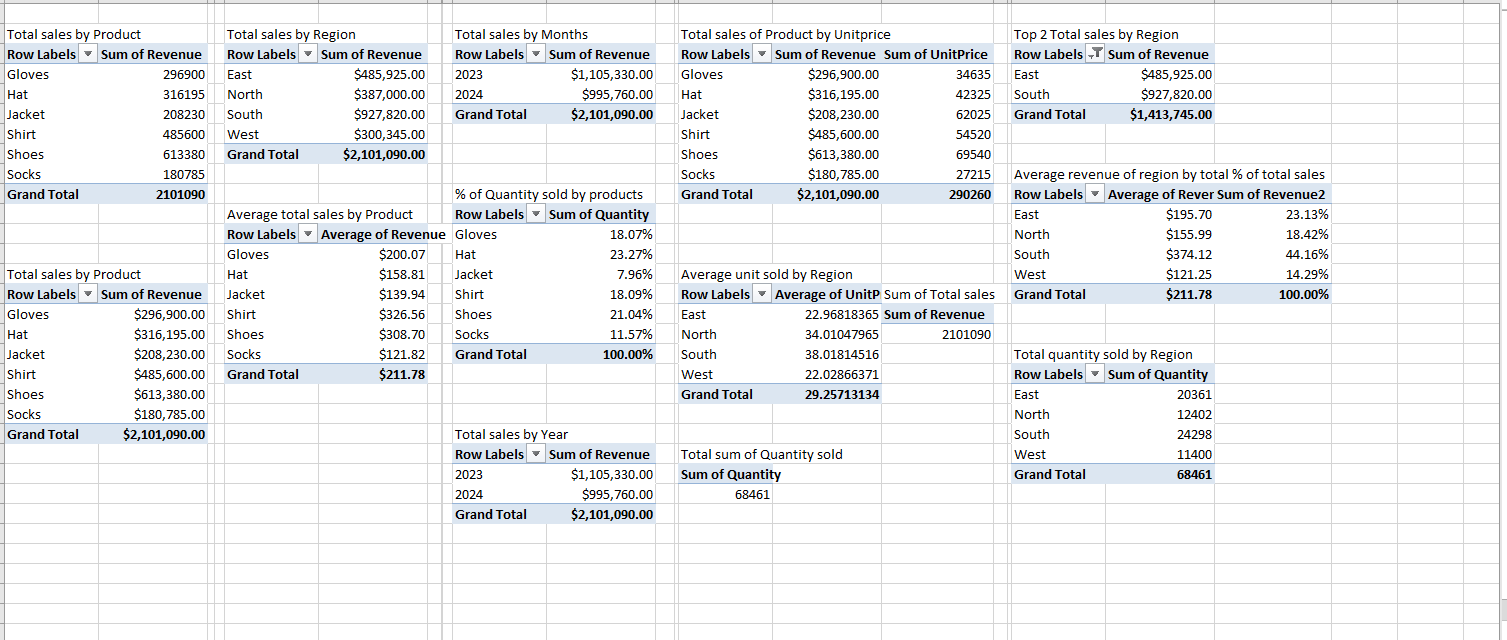 Total sales by Product
Row Labels Sum of Revenue
Gloves 296900
Hat 316195
Jacket 208230
Shirt 485600
Shoes 613380
Socks 180785
Grand Total 2101090
Total sales by Product
Row Labels Sum of Revenue
Gloves $296,900.00
Hat $316,195.00
Jacket $208,230.00
Shirt $485,600.00
Shoes $613,380.00
Socks $180,785.00
Grand Total $2,101,090.00
Total sales by Region
Row Labels Sum of Revenue
East $485,925.00
North $387,000.00
South $927,820.00
West $300,345.00
Grand Total $2,101,090.00
Average total sales by Product
Row Labels Average of Revenue
Gloves $200.07
Hat $158.81
Jacket $139.94
Shirt $326.56
Shoes $308.70
Socks $121.82
Grand Total $211.78
Total sales by Months
Row Labels Sum of Revenue
2023 $1,105,330.00
2024 $995,760.00
Grand Total $2,101,090.00
% of Quantity sold by products
Row Labels Sum of Quantity
Gloves 18.07%
Hat 23.27%
Jacket 7.96%
Shirt 18.09%
Shoes 21.04%
Socks 11.57%
Grand Total 100.00%
Total sales by Year
Row Labels Sum of Revenue
2023 $1,105,330.00
2024 $995,760.00
Grand Total $2,101,090.00
Total sales of Product by Unitprice
Row Labels Sum of Revenue Sum of UnitPrice
Gloves $296,900.00 34635
Hat $316,195.00 42325
Jacket $208,230.00 62025
Shirt $485,600.00 54520
Shoes $613,380.00 69540
Socks $180,785.00 27215
Grand Total $2,101,090.00 290260
Average unit sold by Region
Row Labels Average of UnitP
East 22.96818365
North 34.01047965
South 38.01814516
West 22.02866371
Grand Total 29.25713134
Sum of Total sales
Sum of Revenue
2101090
Total sum of Quantity sold
Sum of Quantity
68461
Top 2 Total sales by Region
Row Labels Sum of Revenue
East $485,925.00
South $927,820.00
Grand Total $1,413,745.00
Average revenue of region by total % of total sales
Row Labels Average of Rever Sum of Revenue2
East $195.70 23.13%
North $155.99 18.42%
South $374.12 44.16%
West $121.25 14.29%
Grand Total $211.78 100.00%
Total quantity sold by Region
Row Labels Sum of Quantity
East 20361
North 12402
South 24298
West 11400
Grand Total 68461